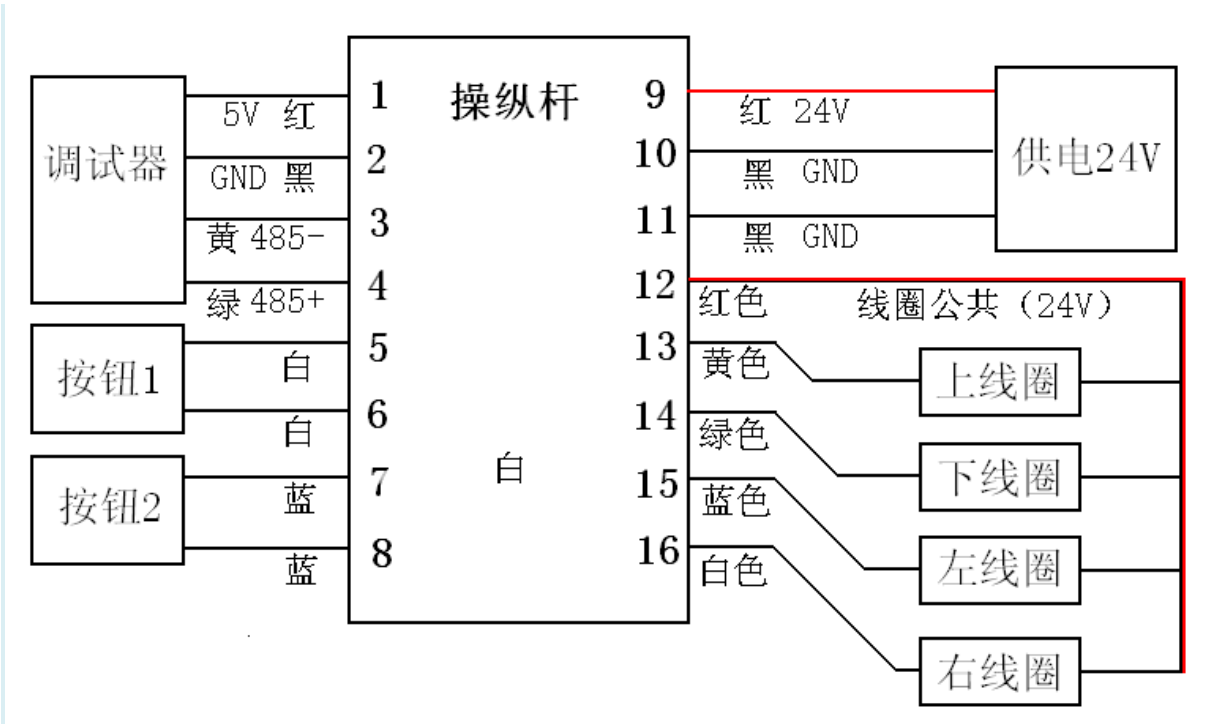 调试器
5V 红
GND 黑
黄 485-
绿 485+
按钮1
白
白
按钮2
蓝
蓝
操纵杆
1
2
3
4
5
6
7
8
白
9
10
11
12
13
14
15
16
红 24V
黑 GND
黑 GND
供电24V
红色 线圈公共（24V）
黄色
绿色
蓝色
白色
上线圈
下线圈
左线圈
右线圈